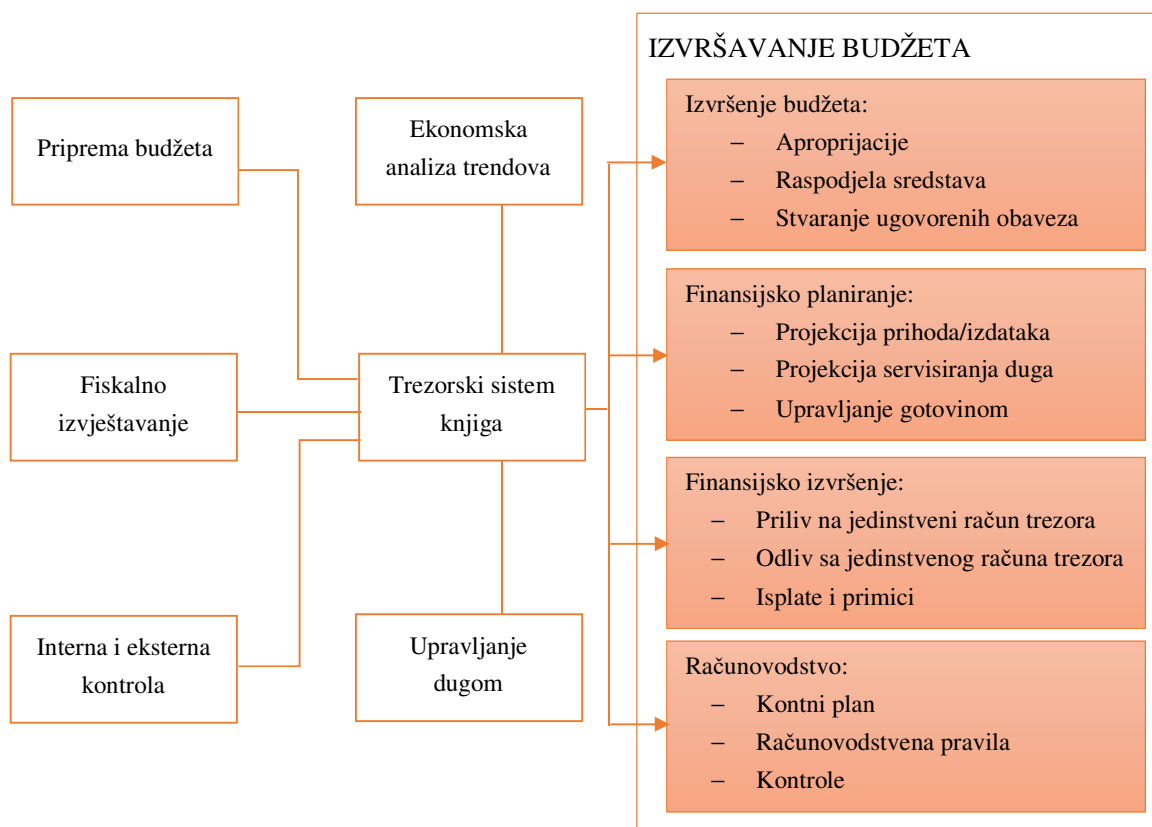 Priprema budžeta
Ekonomska
analiza trendova
Fiskalno
izvještavanje
Trezorski sistem
knjiga
Interna i eksterna
kontrola
Upravljanje
dugom
IZVRŠAVANJE BUDŽETA
Izvršenje budžeta:
– Aproprijacije
– Raspodjela sredstava
– Stvaranje ugovorenih obaveza
Finansijsko planiranje:
– Projekcija prihoda/izdataka
– Projekcija servisiranja duga
– Upravljanje gotovinom
Finansijsko izvršenje:
– Priliv na jedinstveni račun trezora
– Odliv sa jedinstvenog računa trezora
– Isplate i primici
Računovodstvo:
– Kontni plan
– Računovodstvena pravila
– Kontrole